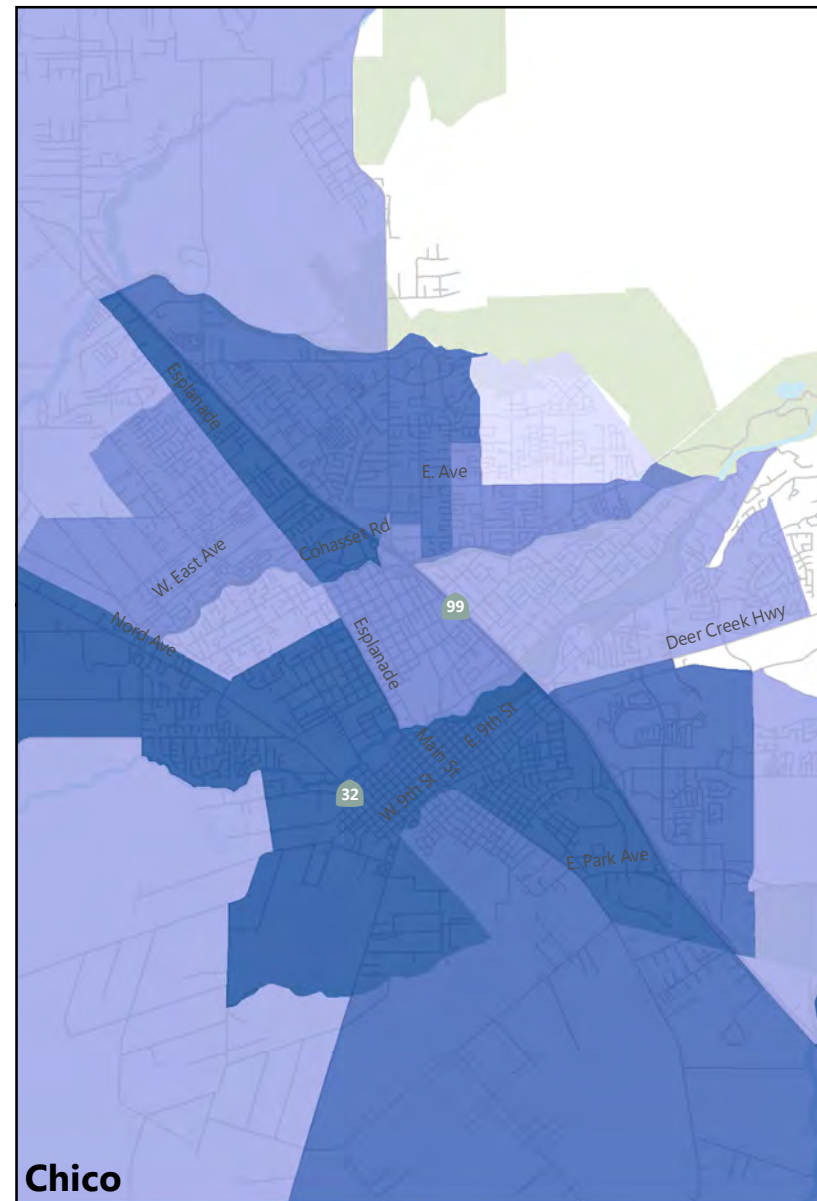 Esplanade
E. Ave
Cohasset Rd
W. East Ave
99
Nord Ave
Esplanade
Deer Creek Hwy
Main St
E. 9th St
W. 9th St
32
E. Park Ave
Chico